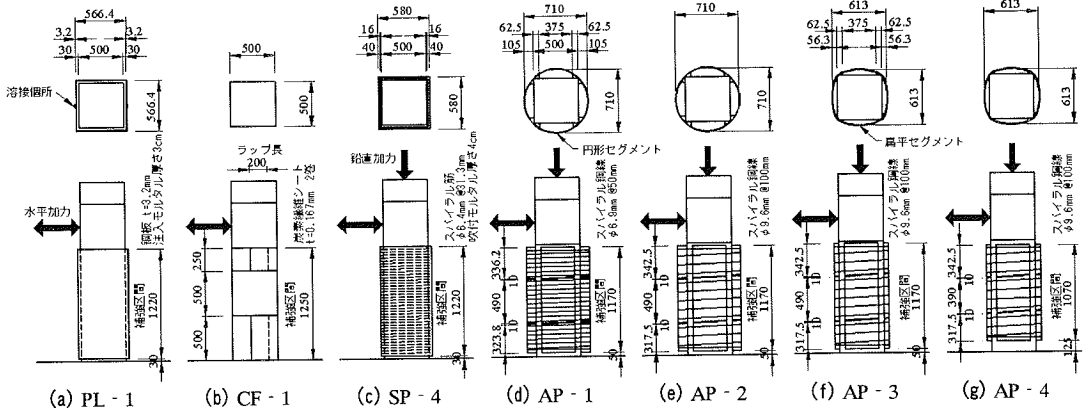 566.4
3.2
3.2
30
500
30
溶接個所
566.4
水平加力
鋼板 t=3.2mm
注入モルタル厚さ3cm
補強区間
1220
30
(a) PL - 1
500
500
ラップ長
200
炭素繊維シート
t=0.167mm 2巻
250
500
500
補強区間
1250
(b) CF - 1
580
16
16
40
500
40
580
鉛直加力
スパイラル筋
φ6.4mm @31.3mm
吹付モルタル厚さ4cm
補強区間
1220
30
(c) SP - 4
710
62.5
375
62.5
105
500
105
710
円形セグメント
スパイラル鋼線
@50mm
336.2
10
490
10
323.8
補強区間
1170
50
(d) AP - 1
710
710
スパイラル鋼線
φ9.6mm @100mm
342.5
10
490
10
317.5
補強区間
1170
50
(e) AP - 2
613
62.5
375
62.5
56.3
56.3
613
扁平セグメント
スパイラル鋼線
φ9.6mm @100mm
342.5
10
490
10
317.5
補強区間
1170
50
(f) AP - 3
613
613
スパイラル鋼線
φ9.6mm @100mm
342.5
10
390
10
317.5
補強区間
1070
125
(g) AP - 4